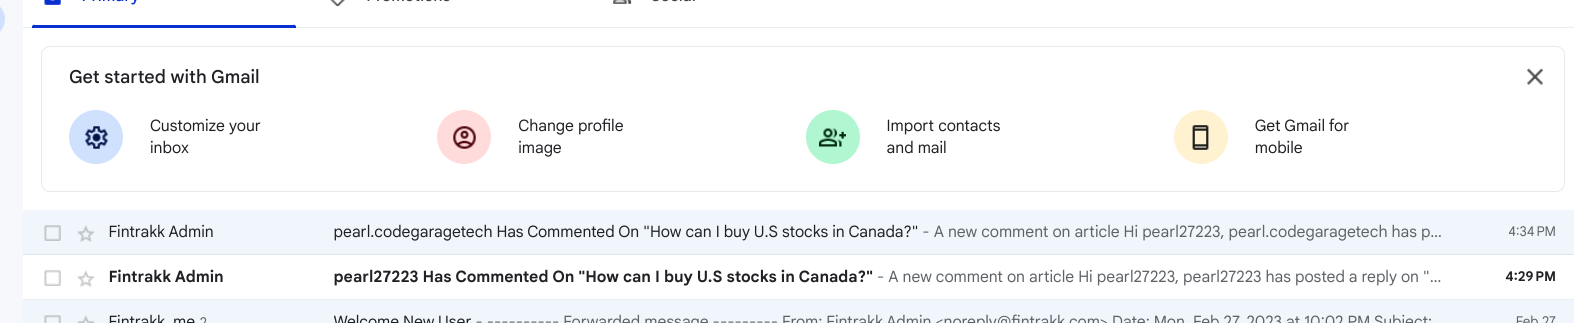 Primary
Promotions
Social
Get started with Gmail
Customize your
inbox
Change profile
image
Import contacts
and mail
Get Gmail for
mobile
Fintrakk Admin pearl.codegaragetech Has Commented On "How can I buy U.S stocks in Canada?" - A new comment on article Hi pearl27223, pearl.codegaragetech has p... 4:34 PM
Fintrakk Admin pearl27223 Has Commented On "How can I buy U.S stocks in Canada?" - A new comment on article Hi pearl27223, pearl27223 has posted a reply on "... 4:29 PM
Fintrakk, me 2 Welcome New User - ---------- Forwarded message --------- From: Fintrakk Admin <noreply@fintrakk.com> Date: Mon, Feb 27, 2023 at 10:02 PM Subject: Feb 27